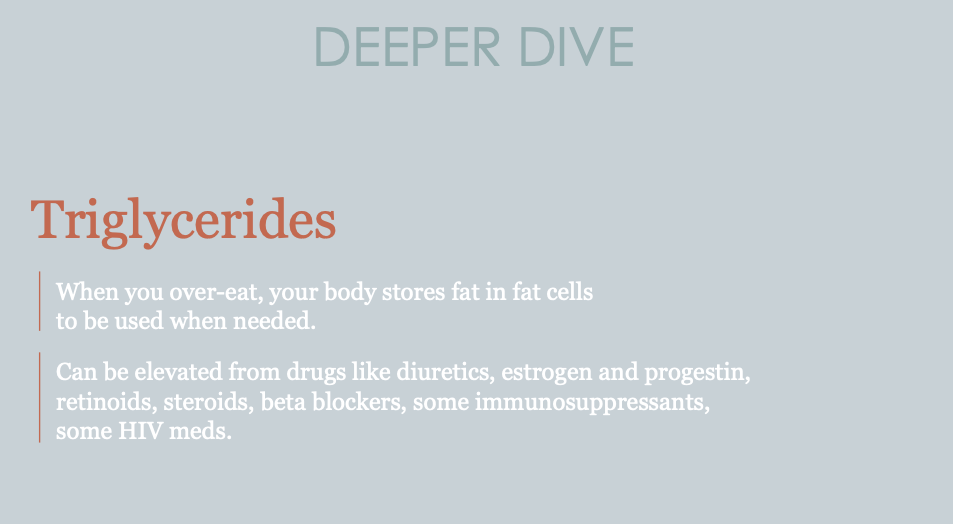 DEEPER DIVE
Triglycerides
When you over-eat, your body stores fat in fat cells
to be used when needed.
Can be elevated from drugs like diuretics, estrogen and progestin,
retinoids, steroids, beta blockers, some immunosuppressants,
some HIV meds.